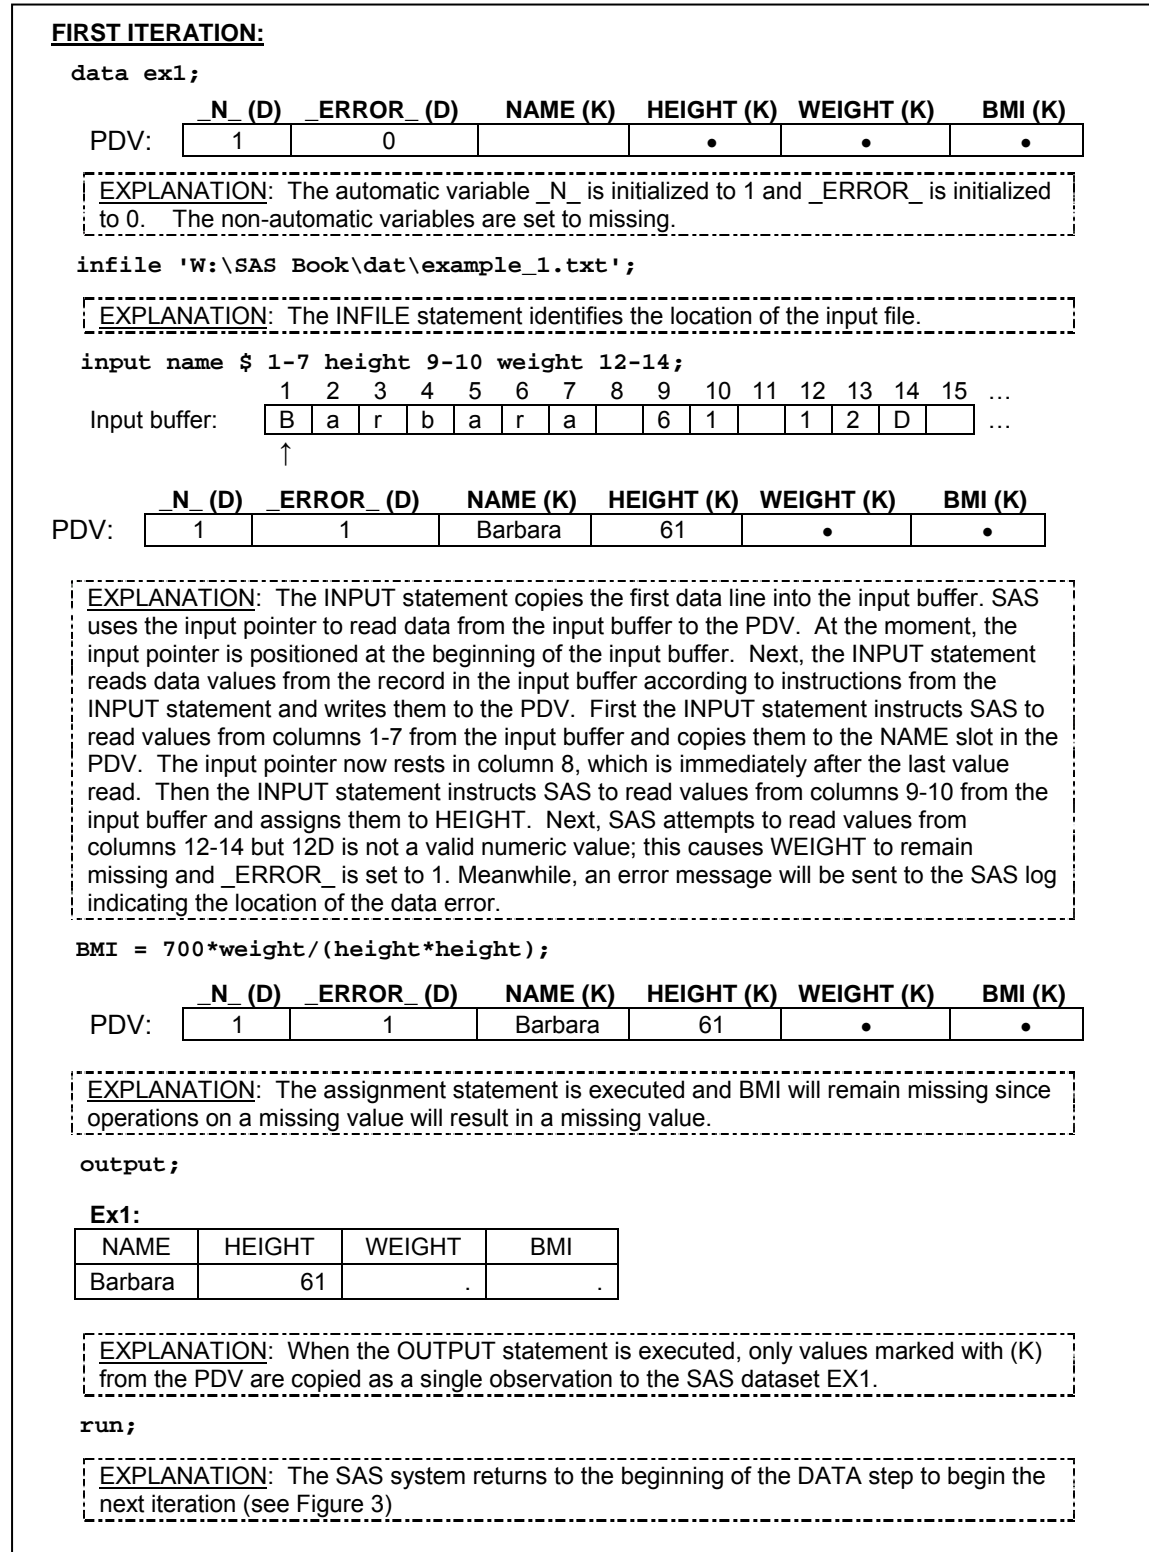 FIRST ITERATION:
data ex1;
_N_ (D) _ERROR_ (D) NAME (K) HEIGHT (K) WEIGHT (K) BMI (K)
PDV: 1 0 • • •
EXPLANATION: The automatic variable _N_ is initialized to 1 and _ERROR_ is initialized
to 0. The non-automatic variables are set to missing.
infile 'W:\SAS Book\dat\example_1.txt';
EXPLANATION: The INFILE statement identifies the location of the input file.
input name $ 1-7 height 9-10 weight 12-14;
1 2 3 4 5 6 7 8 9 10 11 12 13 14 15 …
Input buffer: B a r b a r a 6 1 1 2 D …
↑
_N_ (D) _ERROR_ (D) NAME (K) HEIGHT (K) WEIGHT (K) BMI (K)
PDV: 1 1 Barbara 61 • •
EXPLANATION: The INPUT statement copies the first data line into the input buffer. SAS
uses the input pointer to read data from the input buffer to the PDV. At the moment, the
input pointer is positioned at the beginning of the input buffer. Next, the INPUT statement
reads data values from the record in the input buffer according to instructions from the
INPUT statement and writes them to the PDV. First the INPUT statement instructs SAS to
read values from columns 1-7 from the input buffer and copies them to the NAME slot in the
PDV. The input pointer now rests in column 8, which is immediately after the last value
read. Then the INPUT statement instructs SAS to read values from columns 9-10 from the
input buffer and assigns them to HEIGHT. Next, SAS attempts to read values from
columns 12-14 but 12D is not a valid numeric value; this causes WEIGHT to remain
missing and _ERROR_ is set to 1. Meanwhile, an error message will be sent to the SAS log
indicating the location of the data error.
BMI = 700*weight/(height*height);
_N_ (D) _ERROR_ (D) NAME (K) HEIGHT (K) WEIGHT (K) BMI (K)
PDV: 1 1 Barbara 61 • •
EXPLANATION: The assignment statement is executed and BMI will remain missing since
operations on a missing value will result in a missing value.
output;
Ex1:
NAME HEIGHT WEIGHT BMI
Barbara 61 . .
EXPLANATION: When the OUTPUT statement is executed, only values marked with (K)
from the PDV are copied as a single observation to the SAS dataset EX1.
run;
EXPLANATION: The SAS system returns to the beginning of the DATA step to begin the
next iteration (see Figure 3)